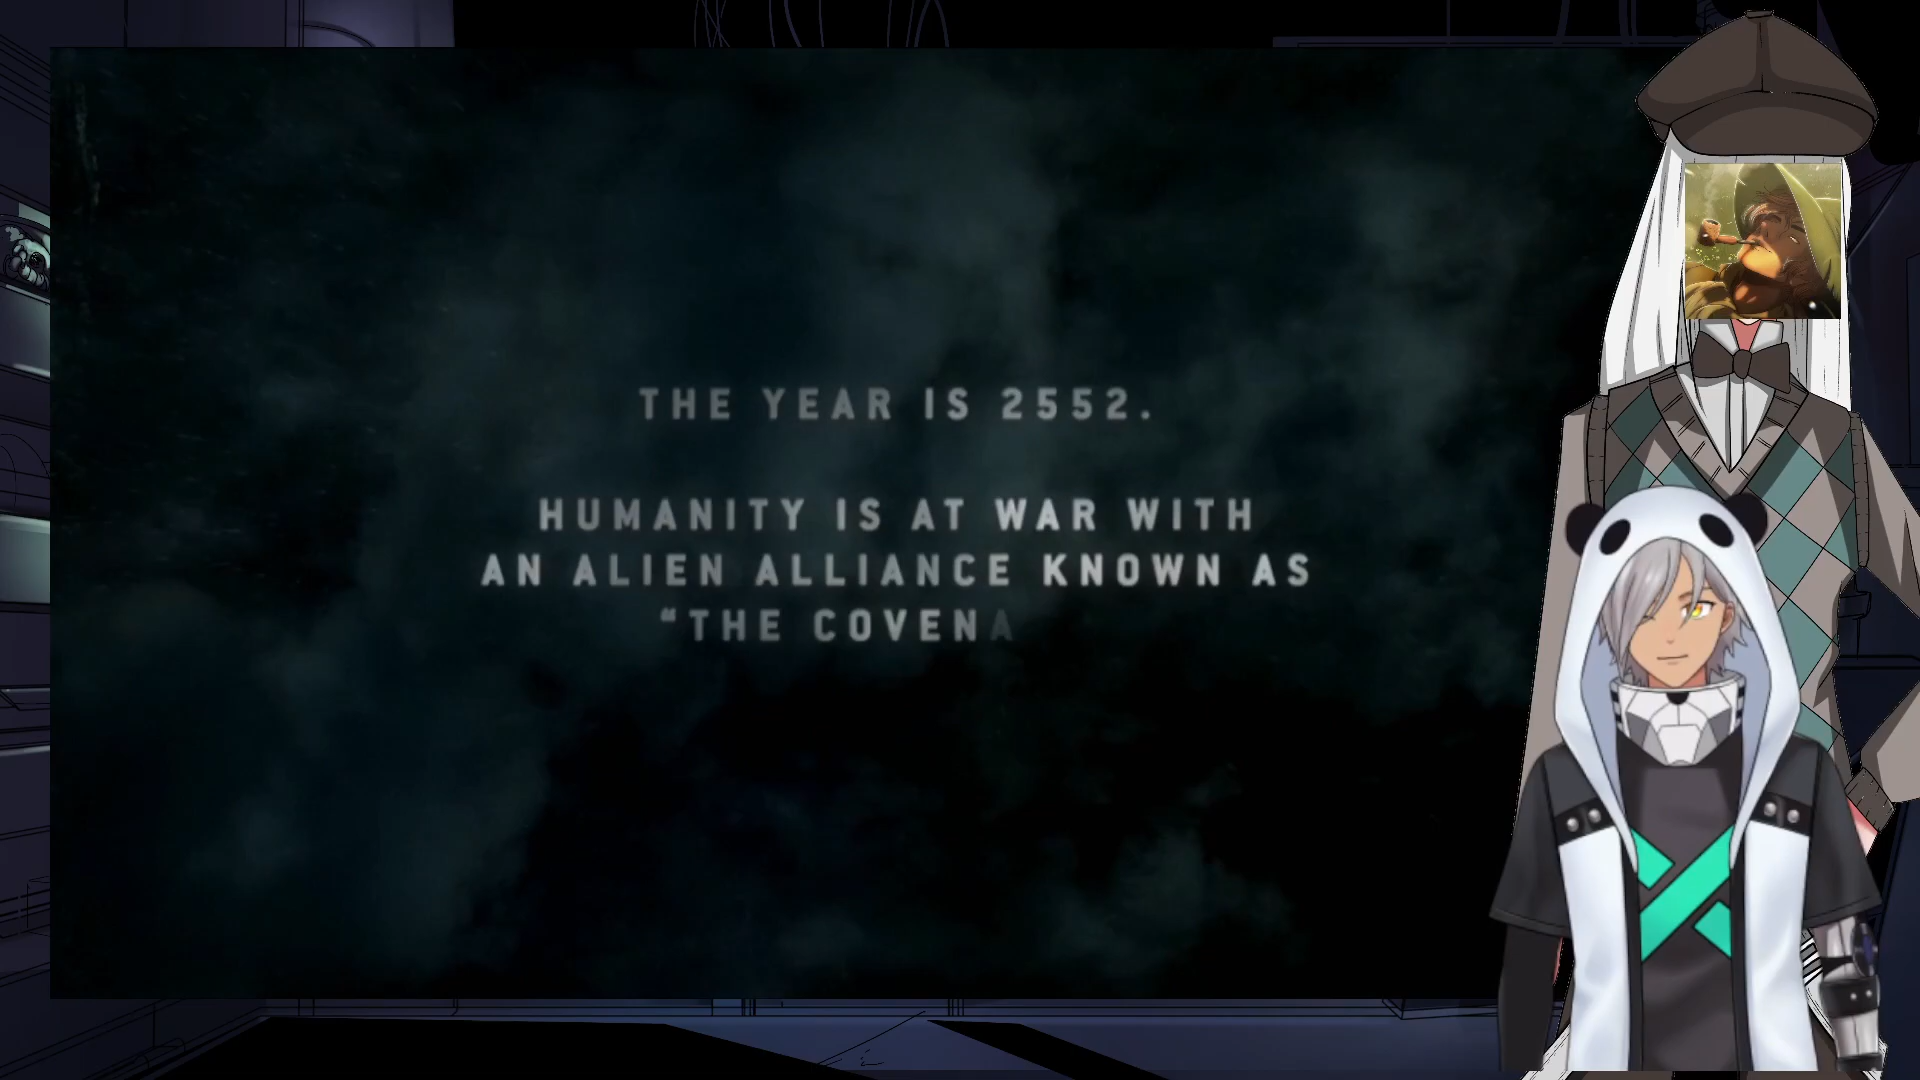 THE YEAR IS 2552.
HUMANITY IS AT WAR WITH
AN ALIEN ALLIANCE KNOWN AS
“THE COVENA